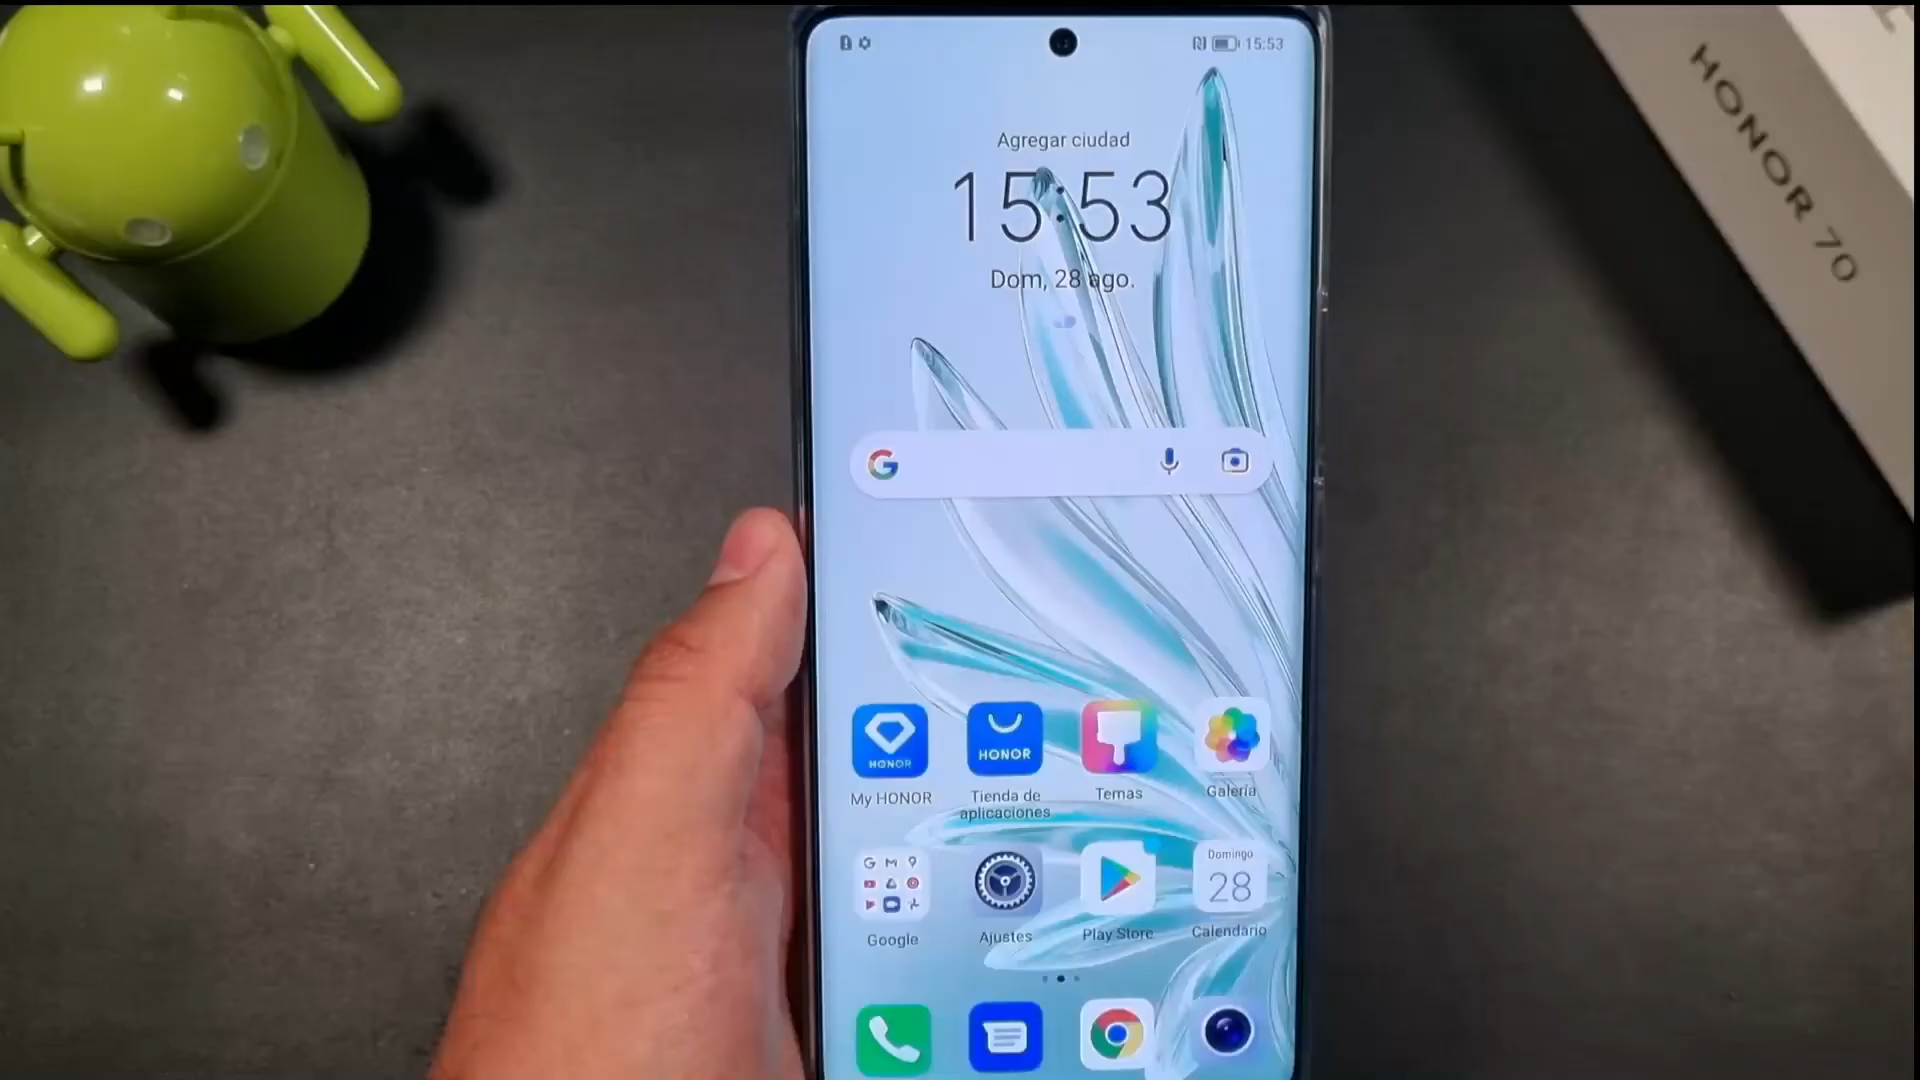 15:53
Agregar ciudad
15:53
Dom, 28 ago.
HONOR 70
G
HONOR
HONOR
My HONOR
Tienda de
aplicaciones
Temas
Galería
Domingo
28
Google
Ajustes
Play Store
Calendario